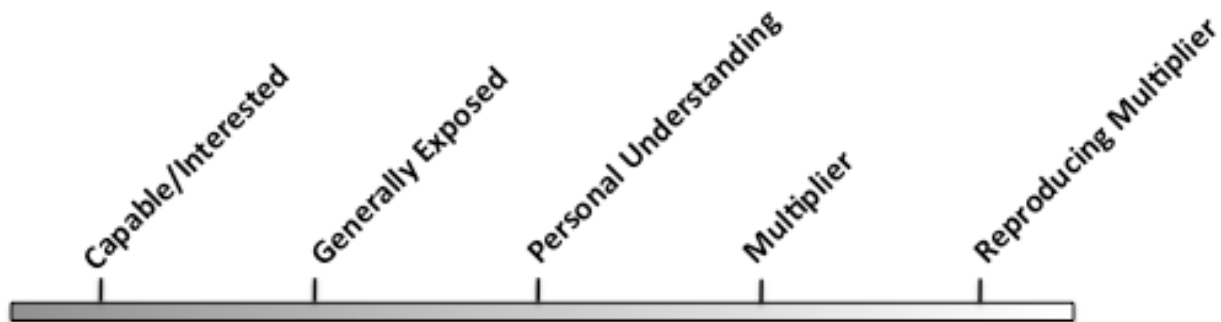 Capable/Interested
Generally Exposed
Personal Understanding
Multiplier
Reproducing Multiplier